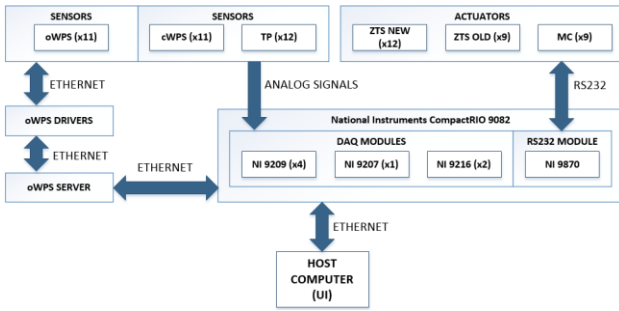 SENSORS
oWPS (x11)
SENSORS
cWPS (x11)
TP (x12)
ACTUATORS
ZTS NEW
(x12)
ZTS OLD (x9)
MC (x9)
ETHERNET
ANALOG SIGNALS
RS232
oWPS DRIVERS
ETHERNET
oWPS SERVER
ETHERNET
National Instruments CompactRIO 9082
DAQ MODULES
NI 9209 (x4)
NI 9207 (x1)
NI 9216 (x2)
RS232 MODULE
NI 9870
ETHERNET
HOST
COMPUTER
(UI)